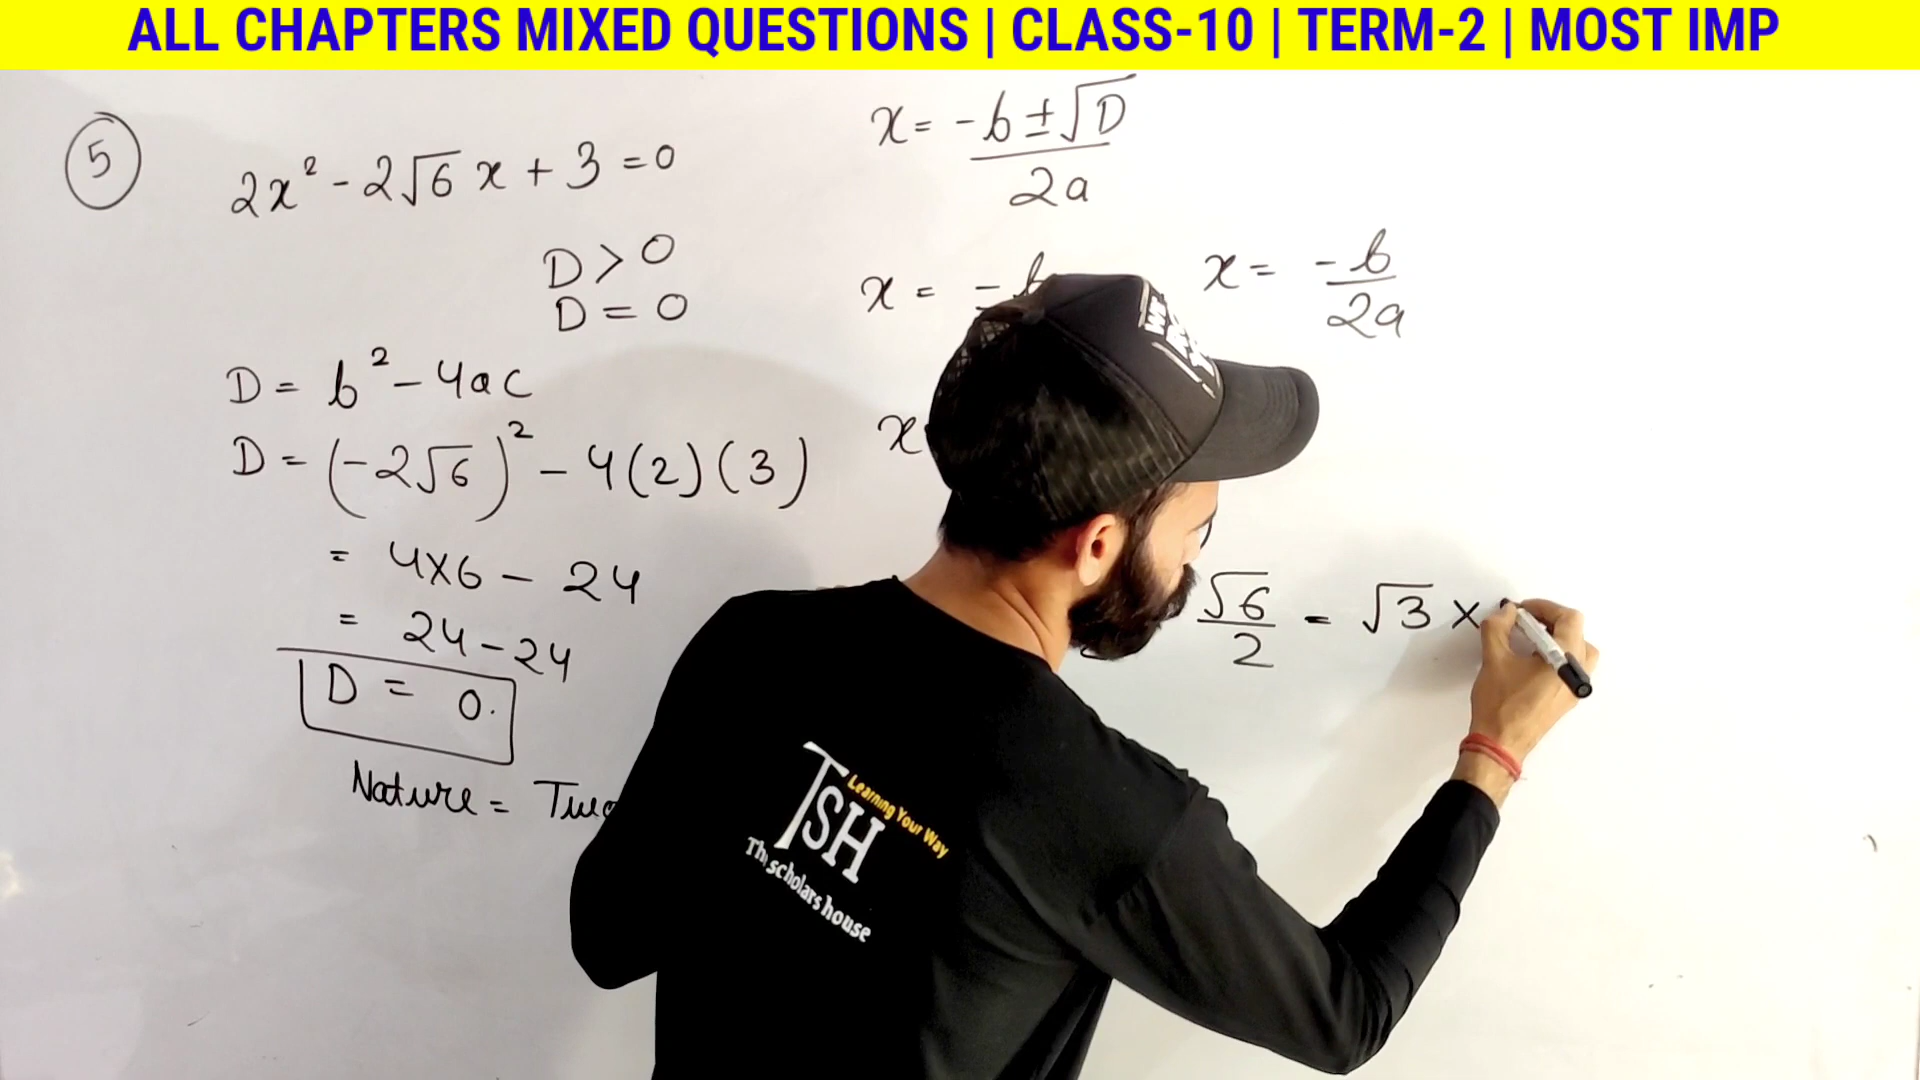 ALL CHAPTERS MIXED QUESTIONS | CLASS-10 | TERM-2 | MOST IMP
5
2x² - 2√6 x + 3 = 0
D > 0
D = 0
D = b² - 4ac
D = (-2√6)² - 4(2)(3)
= 4×6 - 24
= 24 - 24
D = 0.
Nature =
x = -b ± √D / 2a
x = -b
x = -b / 2a
x
√6 / 2 = √3 ×
TSH
Learning Your Way
The scholars house